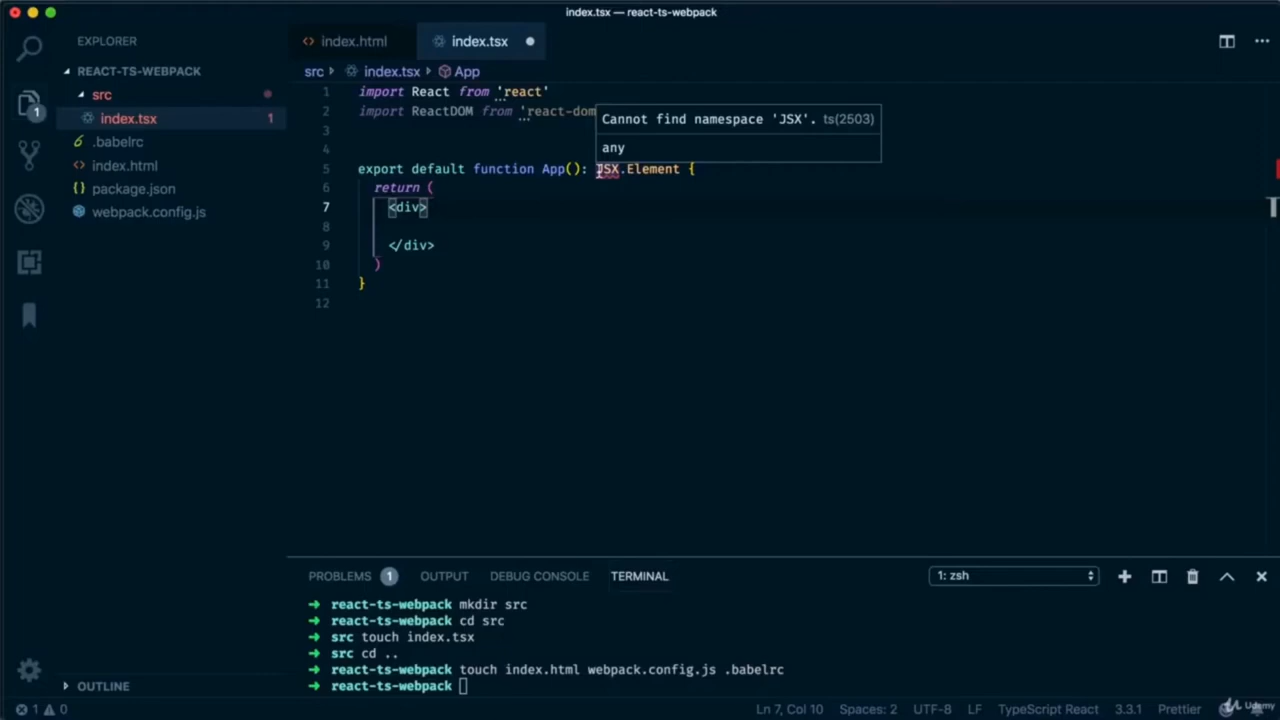 index.tsx — react-ts-webpack
EXPLORER
index.html
index.tsx
REACT-TS-WEBPACK
src
index.tsx
App
src
1
index.tsx
1
.babelrc
index.html
package.json
webpack.config.js
1 import React from 'react'
2 import ReactDOM from 'react-dom
Cannot find namespace 'JSX'. ts(2503)
any
3
4
5 export default function App(): JSX.Element {
6 return (
7 <div>
8
9 </div>
10 )
11 }
12
PROBLEMS 1 OUTPUT DEBUG CONSOLE TERMINAL
1: zsh
→ react-ts-webpack mkdir src
→ react-ts-webpack cd src
→ src touch index.tsx
→ src cd ..
→ react-ts-webpack touch index.html webpack.config.js .babelrc
→ react-ts-webpack
OUTLINE
1 0
Ln 7, Col 10 Spaces: 2 UTF-8 LF TypeScript React 3.3.1 Prettier
Udemy